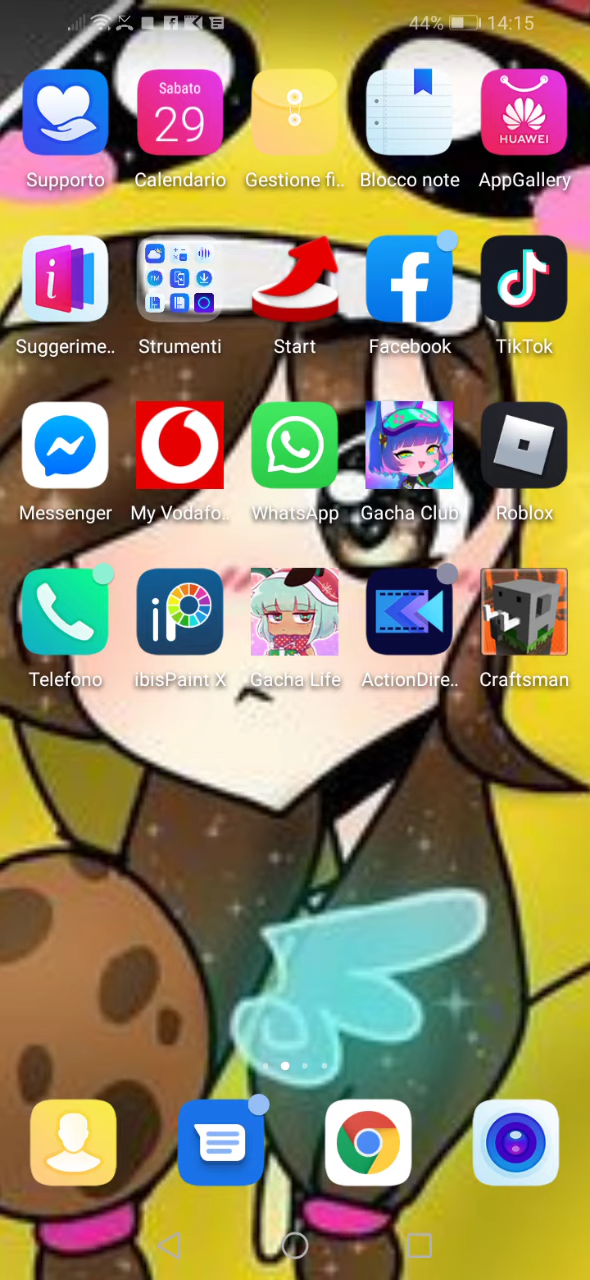 44% 14:15
Sabato
29
HUAWEI
Supporto Calendario Gestione fi.. Blocco note AppGallery
Suggerime.. Strumenti Start Facebook TikTok
Messenger My Vodafo.. WhatsApp Gacha Club Roblox
Telefono ibisPaint X Gacha Life ActionDire.. Craftsman